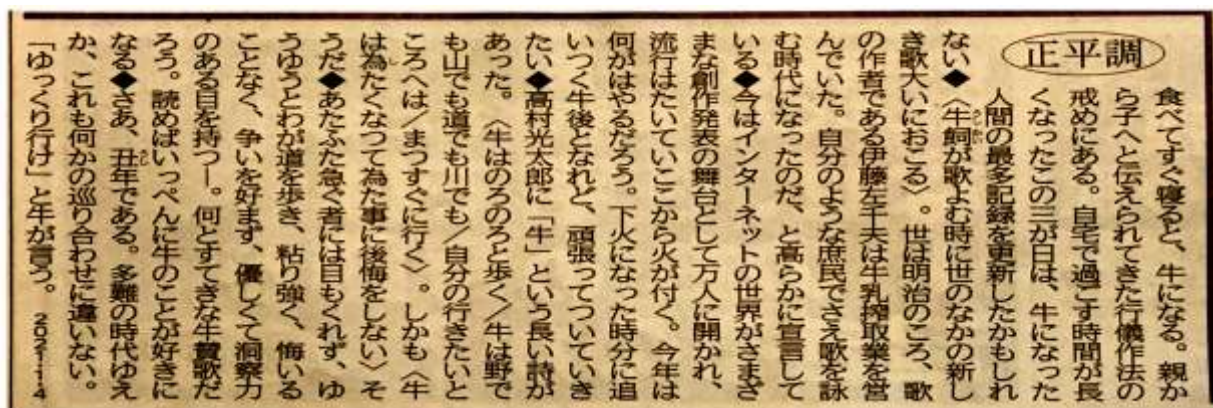 正平調
食べてすぐ寝ると、牛になる。親か
ら子へと伝えられてきた行儀作法の
戒めにある。自宅で過ごす時間が長
くなったこの三が日は、牛になった
人間の最多記録を更新したかもしれ
ない◆〈牛飼が歌よむ時に世のなかの新し
き歌大いにおこる〉。世は明治のころ、歌
の作者である伊藤左千夫は牛乳搾取業を営
んでいた。自分のような庶民でさえ歌を詠
む時代になったのだ、と高らかに宣言して
いる◆今はインターネットの世界がさまざ
まな創作発表の舞台として万人に開かれ、
流行はたいていここから火が付く。今年は
何がはやるだろう。下火になった時分に追
いつく牛後となれど、頑張ってついていき
たい◆高村光太郎に「牛」という長い詩が
あった。〈牛はのろのろと歩く/牛は野で
も山でも道でも川でも/自分の行きたいと
ころへは/まつすぐに行く〉。しかも〈牛
は為たくなつて為た事に後悔をしない〉そ
うだ◆あたふた急ぐ者には目もくれず、ゆ
うゆうとわが道を歩き、粘り強く、悔いる
ことなく、争いを好まず、優しくて洞察力
のある目を持つ―。何とすてきな牛賛歌だ
ろう。読めばいっぺんに牛のことが好きに
なる◆さあ、丑年である。多難の時代ゆえ
か、これも何かの巡り合わせに違いない。
「ゆっくり行け」と牛が言う。 2021・1・4